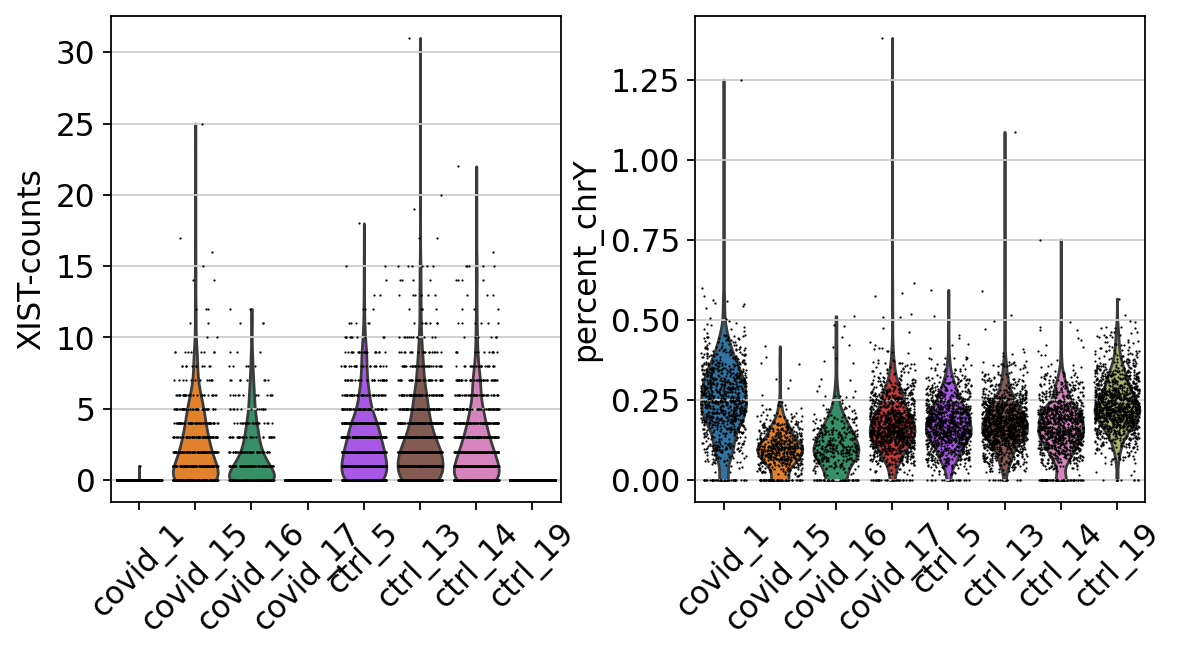 XIST-counts
30
25
20
15
10
5
0
covid_1
covid_15
covid_16
covid_17
ctrl_5
ctrl_13
ctrl_14
ctrl_19
percent_chrY
1.25
1.00
0.75
0.50
0.25
0.00
covid_1
covid_15
covid_16
covid_17
ctrl_5
ctrl_13
ctrl_14
ctrl_19